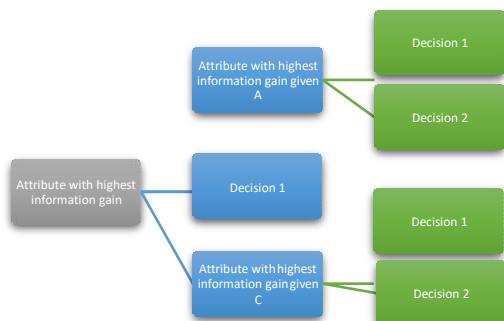 Decision 1
Attribute with highest
information gain given
A
Decision 2
Attribute with highest
information gain
Decision 1
Decision 1
Attribute with highest
information gain given
C
Decision 2